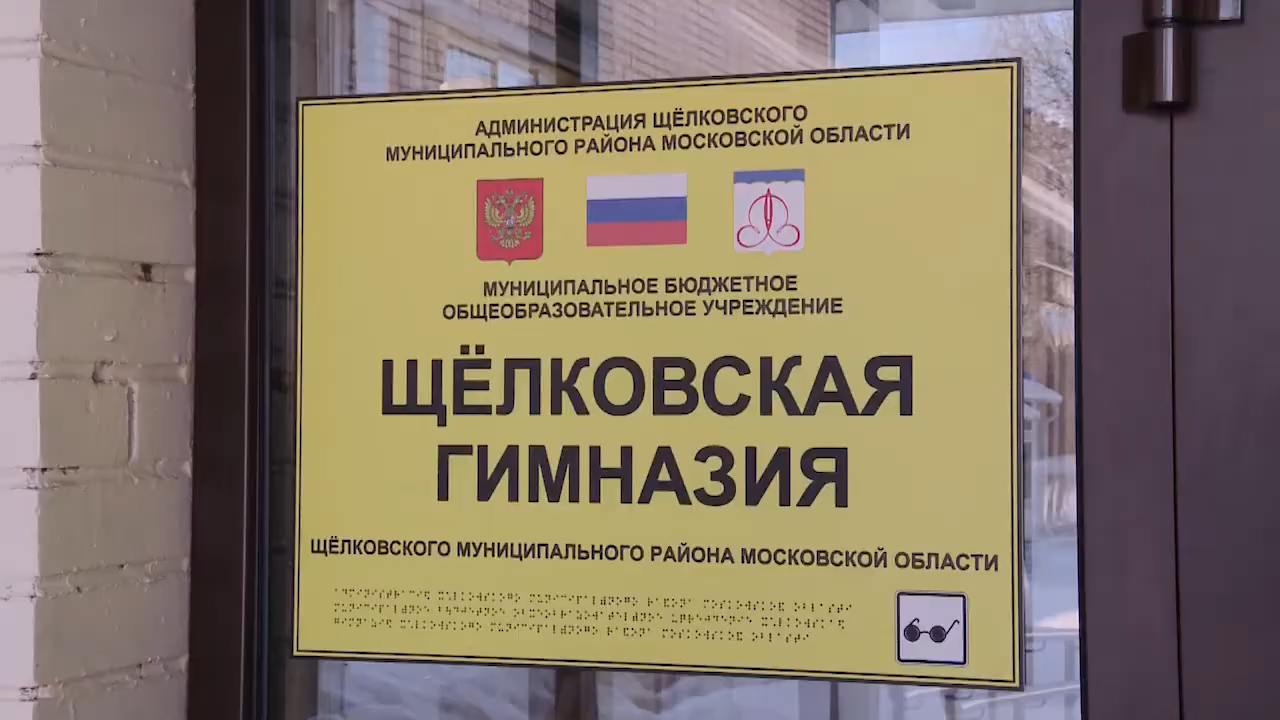 АДМИНИСТРАЦИЯ ЩЁЛКОВСКОГО
МУНИЦИПАЛЬНОГО РАЙОНА МОСКОВСКОЙ ОБЛАСТИ
МУНИЦИПАЛЬНОЕ БЮДЖЕТНОЕ
ОБЩЕОБРАЗОВАТЕЛЬНОЕ УЧРЕЖДЕНИЕ
ЩЁЛКОВСКАЯ
ГИМНАЗИЯ
ЩЁЛКОВСКОГО МУНИЦИПАЛЬНОГО РАЙОНА МОСКОВСКОЙ ОБЛАСТИ